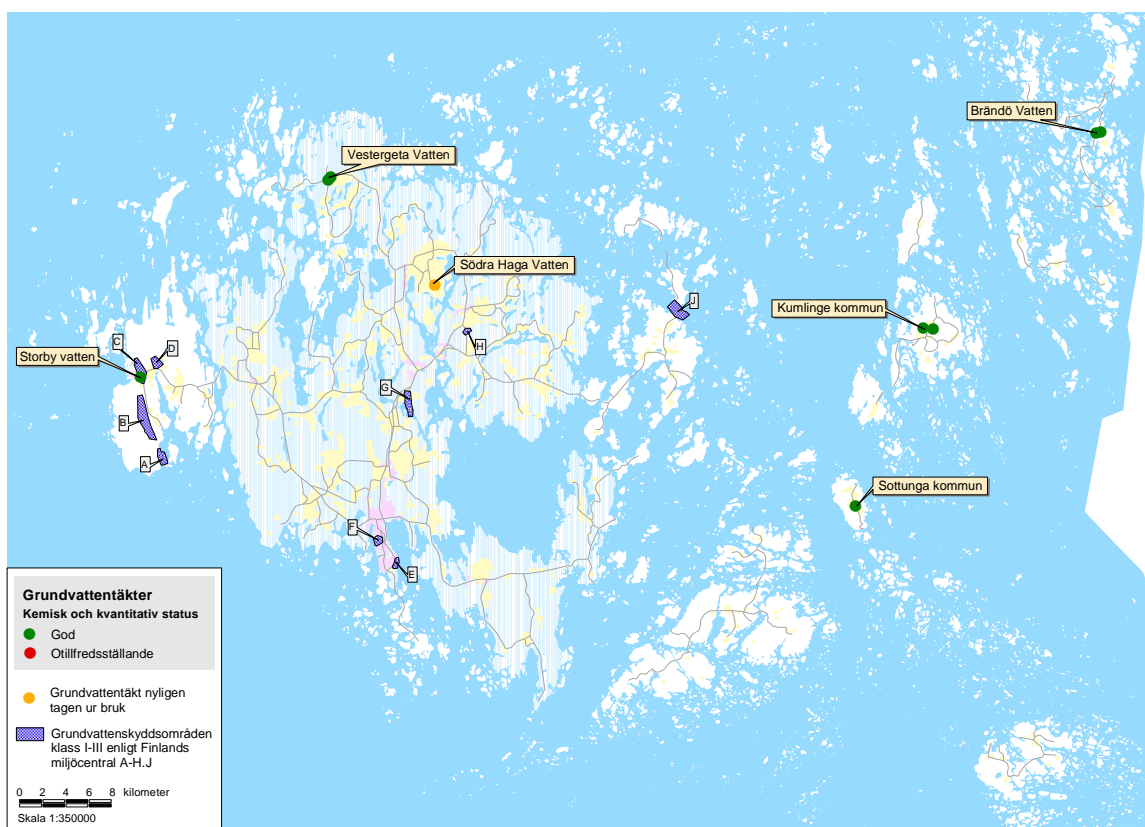 Brändö Vatten
Vestergeta Vatten
Södra Haga Vatten
Kumlinge kommun
J
H
C
D
Storby vatten
G
B
A
Sottunga kommun
F
E
Grundvattentäkter
Kemisk och kvantitativ status
God
Otillfredsställande
Grundvattentäkt nyligen
tagen ur bruk
Grundvattenskyddsområden
klass I-III enligt Finlands
miljöcentral A-H.J
0 2 4 6 8 kilometer
Skala 1:350000